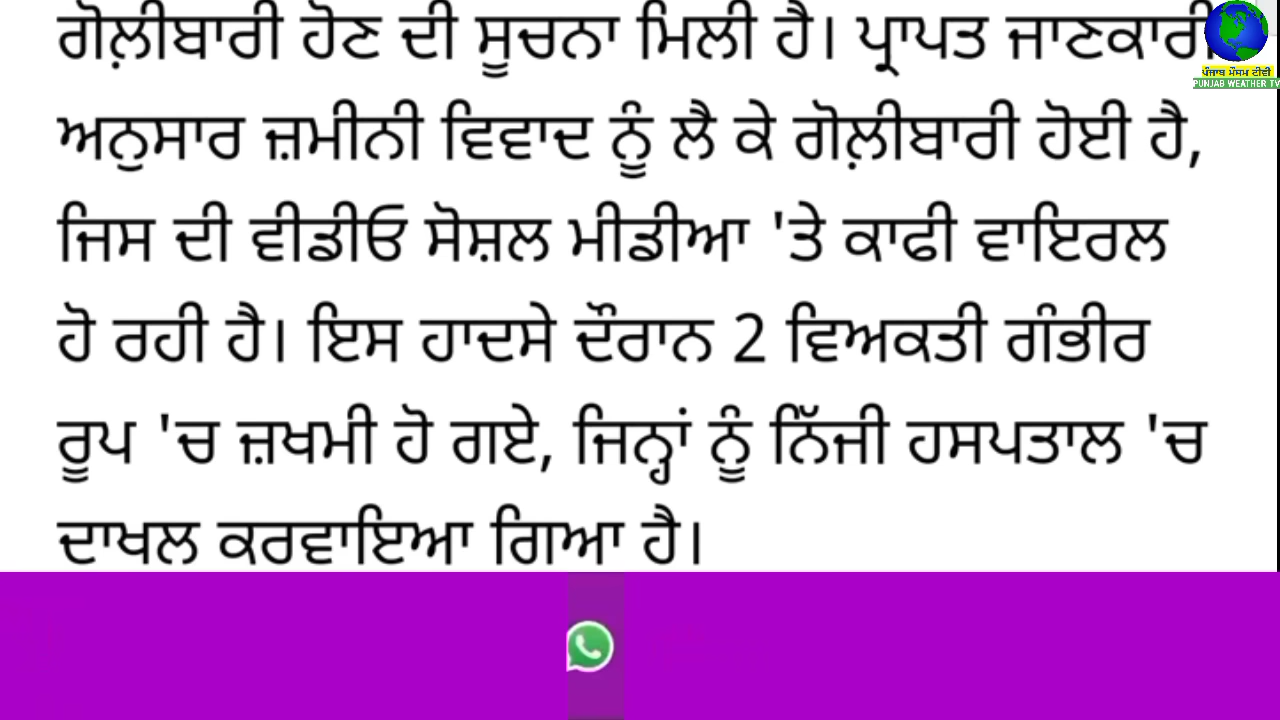 ਗੋਲ਼ੀਬਾਰੀ ਹੋਣ ਦੀ ਸੂਚਨਾ ਮਿਲੀ ਹੈ। ਪ੍ਰਾਪਤ ਜਾਣਕਾਰੀ
ਪੰਜਾਬ ਮੌਸਮ ਟੀਵੀ
PUNJAB WEATHER TV
ਅਨੁਸਾਰ ਜ਼ਮੀਨੀ ਵਿਵਾਦ ਨੂੰ ਲੈ ਕੇ ਗੋਲ਼ੀਬਾਰੀ ਹੋਈ ਹੈ,
ਜਿਸ ਦੀ ਵੀਡੀਓ ਸੋਸ਼ਲ ਮੀਡੀਆ 'ਤੇ ਕਾਫੀ ਵਾਇਰਲ
ਹੋ ਰਹੀ ਹੈ। ਇਸ ਹਾਦਸੇ ਦੌਰਾਨ 2 ਵਿਅਕਤੀ ਗੰਭੀਰ
ਰੂਪ 'ਚ ਜ਼ਖਮੀ ਹੋ ਗਏ, ਜਿਨ੍ਹਾਂ ਨੂੰ ਨਿੱਜੀ ਹਸਪਤਾਲ 'ਚ
ਦਾਖਲ ਕਰਵਾਇਆ ਗਿਆ ਹੈ।